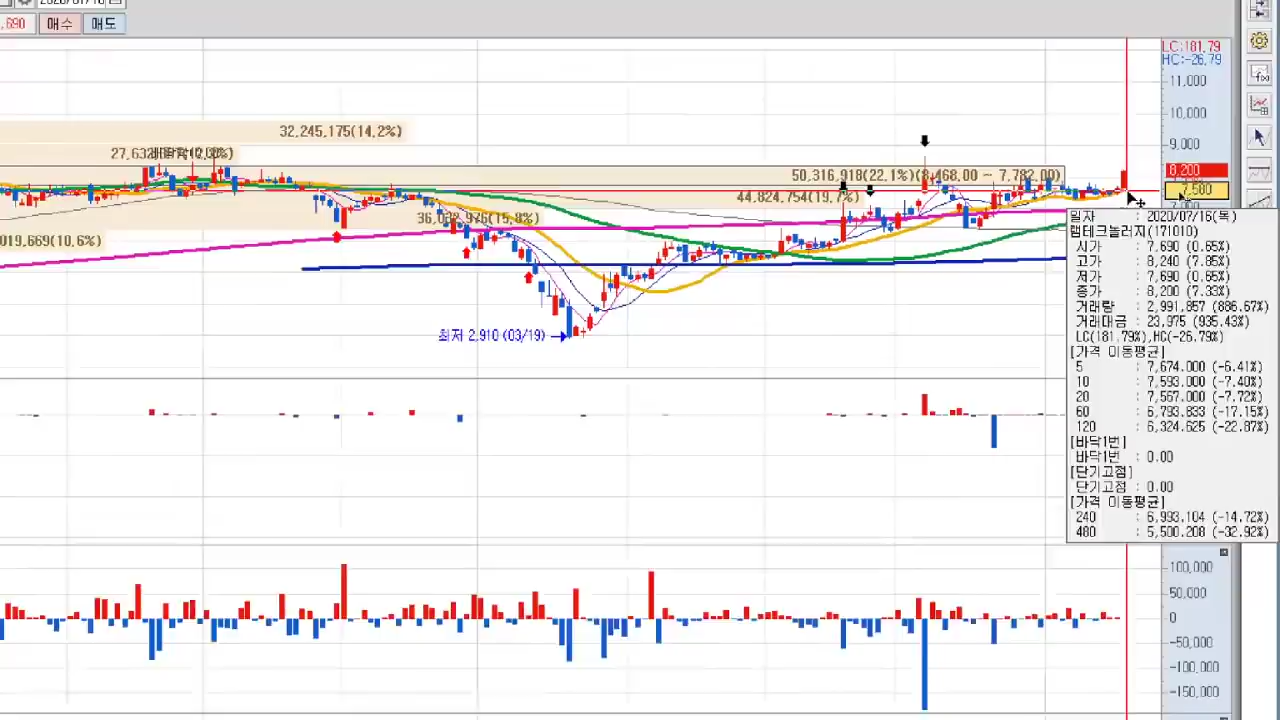 2020/07/16
,690 매수 매도
LC:181.79
HC:-26.79
11,000
10,000
9,000
8,200
7,500
32,245,175(14.2%)
50,316,918(22.1%)(8,468.00 ~ 7,782.00)
44,824,754(19.7%)
36,032,976(15.8%)
019,669(10.6%)
최저 2,910 (03/19)
일자 : 2020/07/16(목)
랩테크놀러지(171010)
시가 : 7,690 (0.65%)
고가 : 8,240 (7.85%)
저가 : 7,690 (0.65%)
종가 : 8,200 (7.33%)
거래량 : 2,991,857 (886.67%)
거래대금 : 23,975 (935.43%)
LC(181.79%),HC(-26.79%)
[가격 이동평균]
5 : 7,674.000 (-6.41%)
10 : 7,593.000 (-7.40%)
20 : 7,567.000 (-7.72%)
60 : 6,793.833 (-17.15%)
120 : 6,324.625 (-22.87%)
[바닥1번]
바닥1번 : 0.00
[단기고점]
단기고점 : 0.00
[가격 이동평균]
240 : 6,993.104 (-14.72%)
480 : 5,500.208 (-32.92%)
100,000
50,000
0
-50,000
-100,000
-150,000